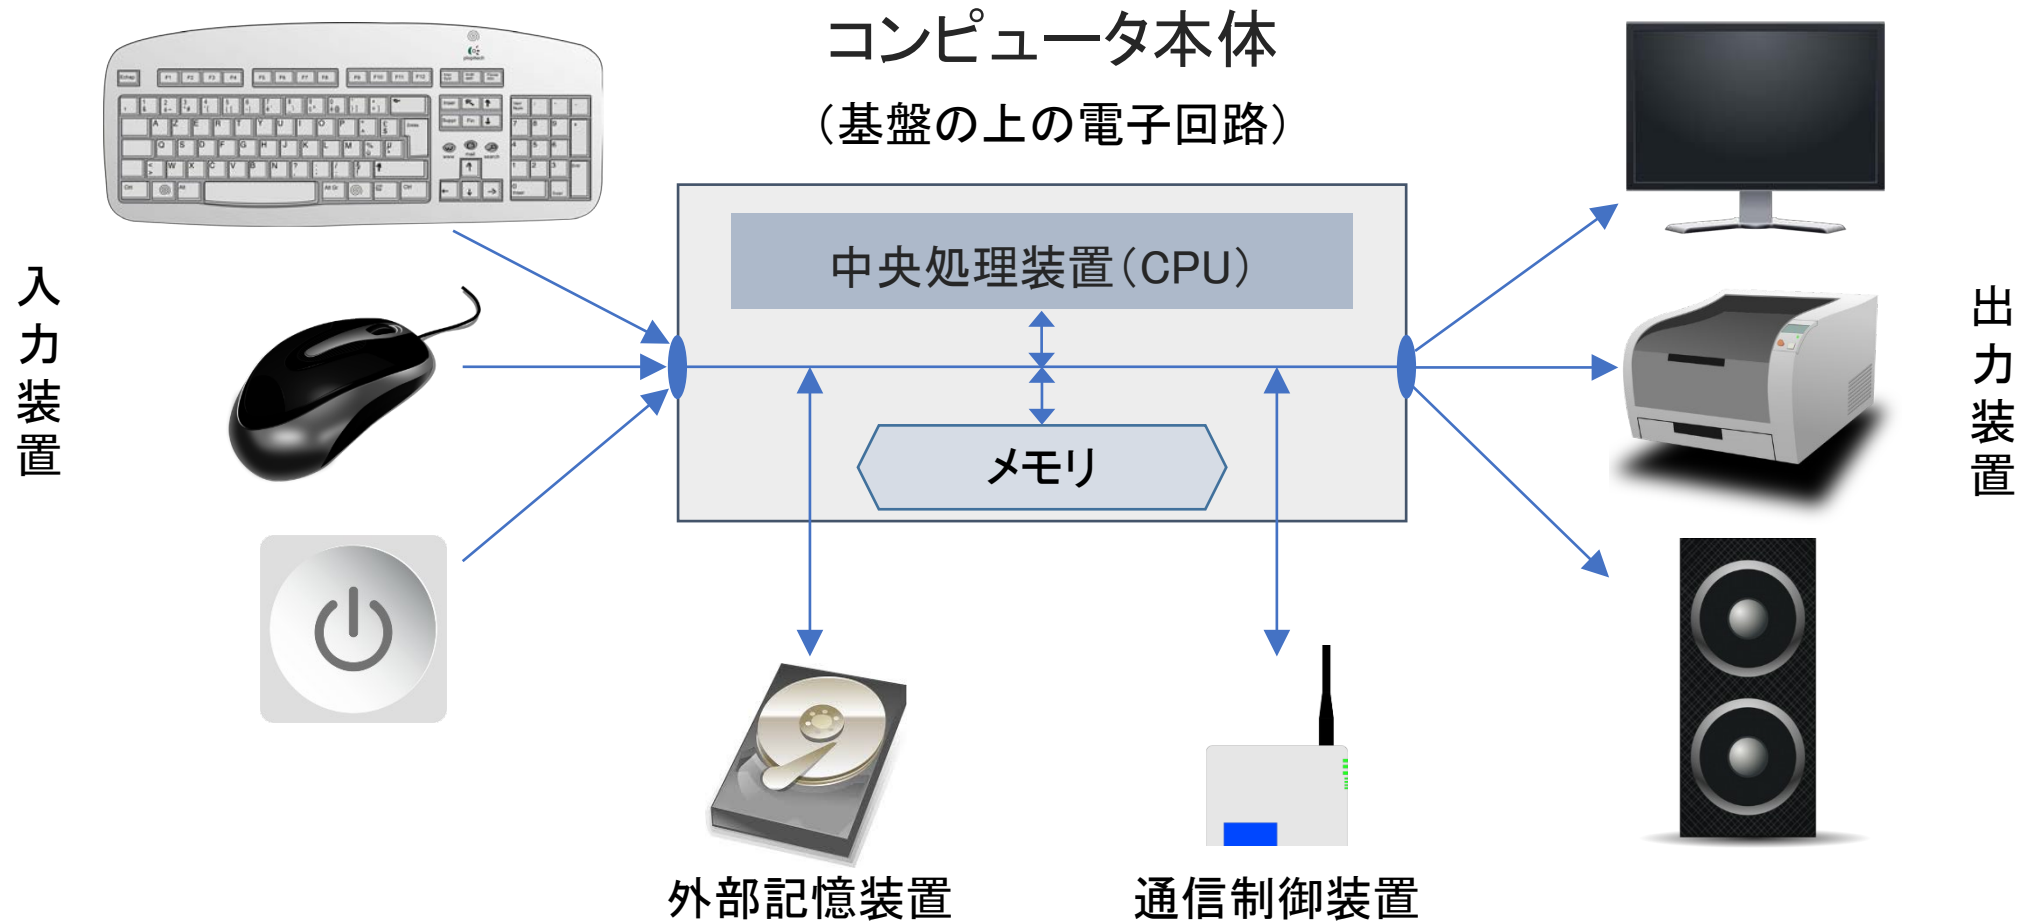 コンピュータ本体
（基盤の上の電子回路）
入力装置
中央処理装置（CPU）
メモリ
出力装置
外部記憶装置
通信制御装置